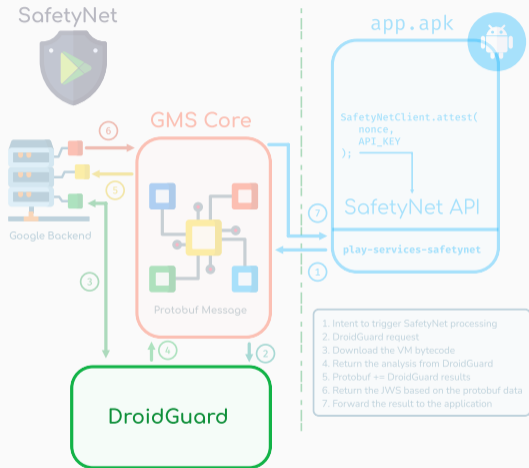 SafetyNet
app.apk
GMS Core
SafetyNetClient.attest(
nonce,
API_KEY
);
SafetyNet API
play-services-safetynet
Google Backend
Protobuf Message
6
5
3
4
2
7
1
DroidGuard
1. Intent to trigger SafetyNet processing
2. DroidGuard request
3. Download the VM bytecode
4. Return the analysis from DroidGuard
5. Protobuf += DroidGuard results
6. Return the JWS based on the protobuf data
7. Forward the result to the application